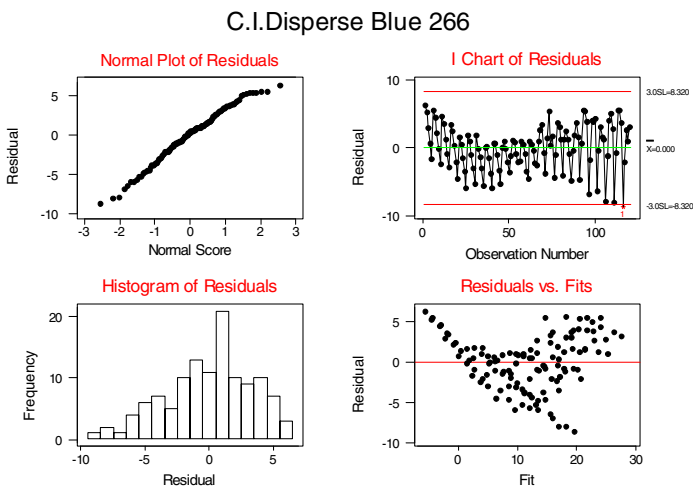 C.I.Disperse Blue 266
Normal Plot of Residuals
5
0
-5
-10
Residual
-3 -2 -1 0 1 2 3
Normal Score
I Chart of Residuals
10
0
-10
Residual
3.0SL=8.320
X=0.000
-3.0SL=-8.320
1
0 50 100
Observation Number
Histogram of Residuals
20
10
0
Frequency
-10 -5 0 5
Residual
Residuals vs. Fits
5
0
-5
-10
Residual
0 10 20 30
Fit